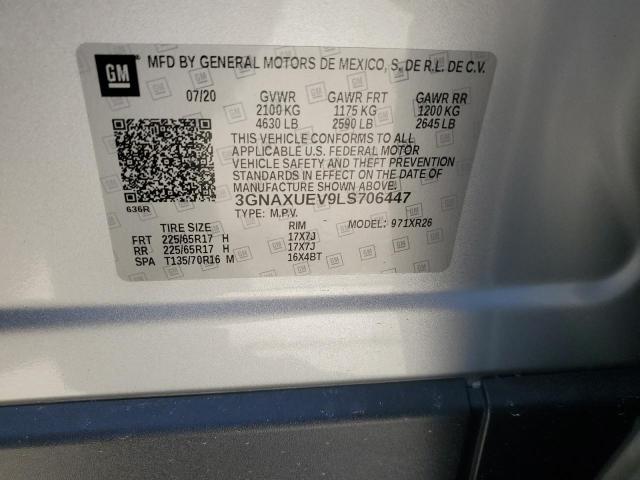 GM MFD BY GENERAL MOTORS DE MEXICO, S. DE R.L. DE C.V.
07/20 GVWR GAWR FRT GAWR RR
2100 KG 1175 KG 1200 KG
4630 LB 2590 LB 2645 LB
THIS VEHICLE CONFORMS TO ALL
APPLICABLE U.S. FEDERAL MOTOR
VEHICLE SAFETY AND THEFT PREVENTION
STANDARDS IN EFFECT ON THE DATE OF
MANUFACTURE SHOWN ABOVE.
636R 3GNAXUEV9LS706447
TYPE: M.P.V. MODEL: 971XR26
TIRE SIZE RIM
FRT 225/65R17 H 17X7J
RR 225/65R17 H 17X7J
SPA T135/70R16 M 16X4BT